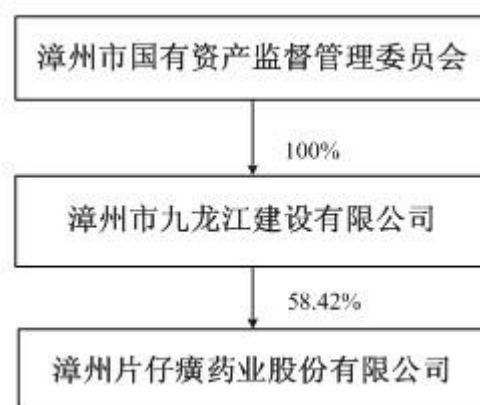 漳州市国有资产监督管理委员会
100%
漳州市九龙江建设有限公司
58.42%
漳州片仔癀药业股份有限公司